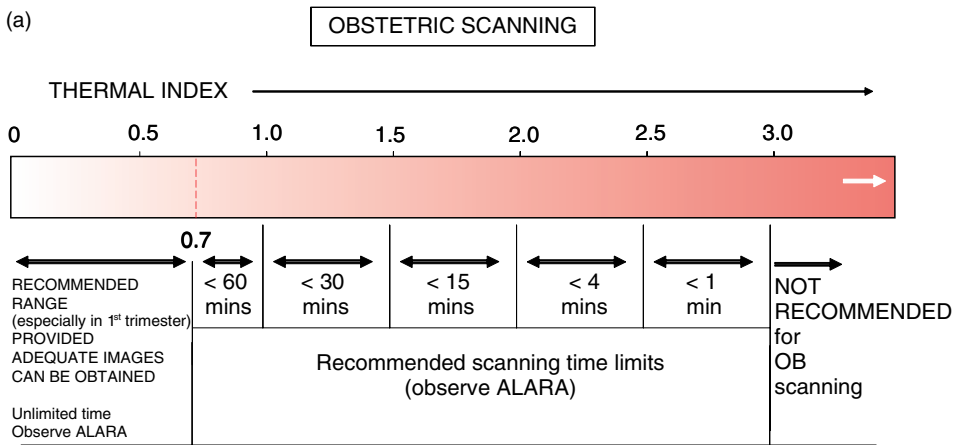 (a)
OBSTETRIC SCANNING
THERMAL INDEX
0 0.5 1.0 1.5 2.0 2.5 3.0
0.7
RECOMMENDED
RANGE
(especially in 1st trimester)
PROVIDED
ADEQUATE IMAGES
CAN BE OBTAINED
Unlimited time
Observe ALARA
< 60
mins
< 30
mins
< 15
mins
< 4
mins
< 1
min
Recommended scanning time limits
(observe ALARA)
NOT
RECOMMENDED
for
OB
scanning